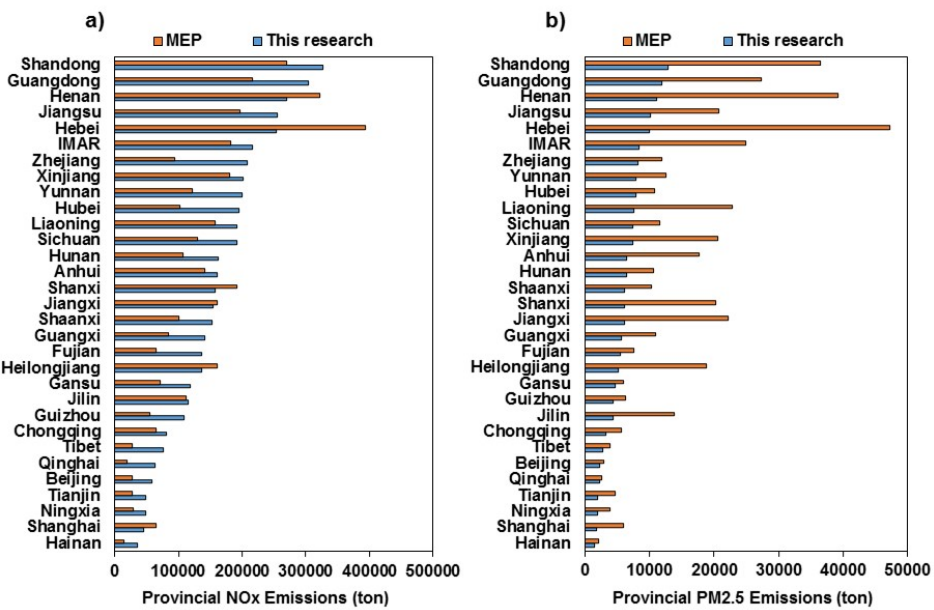 a)
MEP This research
Shandong
Guangdong
Henan
Jiangsu
Hebei
IMAR
Zhejiang
Xinjiang
Yunnan
Hubei
Liaoning
Sichuan
Hunan
Anhui
Shanxi
Jiangxi
Shaanxi
Guangxi
Fujian
Heilongjiang
Gansu
Jilin
Guizhou
Chongqing
Tibet
Qinghai
Beijing
Tianjin
Ningxia
Shanghai
Hainan
0 100000 200000 300000 400000 500000
Provincial NOx Emissions (ton)
b)
MEP This research
Shandong
Guangdong
Henan
Jiangsu
Hebei
IMAR
Zhejiang
Yunnan
Hubei
Liaoning
Sichuan
Xinjiang
Anhui
Hunan
Shaanxi
Shanxi
Jiangxi
Guangxi
Fujian
Heilongjiang
Gansu
Guizhou
Jilin
Chongqing
Tibet
Beijing
Qinghai
Tianjin
Ningxia
Shanghai
Hainan
0 10000 20000 30000 40000 50000
Provincial PM2.5 Emissions (ton)